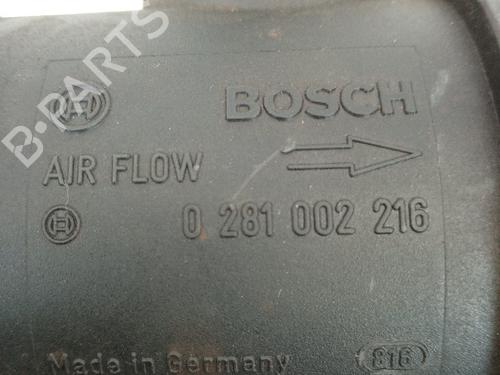 BOSCH
AIR FLOW
0 281 002 216
Made in Germany 816
B-PARTS